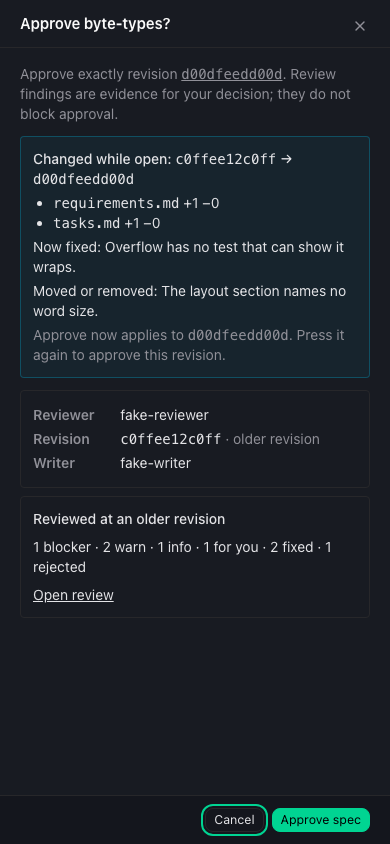 Approve byte-types?
Approve exactly revision d00dfeedd00d. Review
findings are evidence for your decision; they do not
block approval.
Changed while open: c0ffee12c0ff →
d00dfeedd00d
• requirements.md +1 −0
• tasks.md +1 −0
Now fixed: Overflow has no test that can show it
wraps.
Moved or removed: The layout section names no
word size.
Approve now applies to d00dfeedd00d. Press it
again to approve this revision.
Reviewer fake-reviewer
Revision c0ffee12c0ff · older revision
Writer fake-writer
Reviewed at an older revision
1 blocker · 2 warn · 1 info · 1 for you · 2 fixed · 1
rejected
Open review
Cancel Approve spec